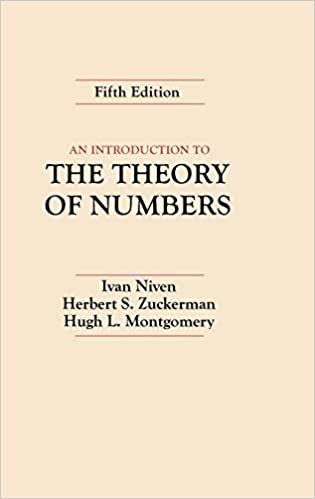 Fifth Edition
AN INTRODUCTION TO
THE THEORY
OF NUMBERS
Ivan Niven
Herbert S. Zuckerman
Hugh L. Montgomery